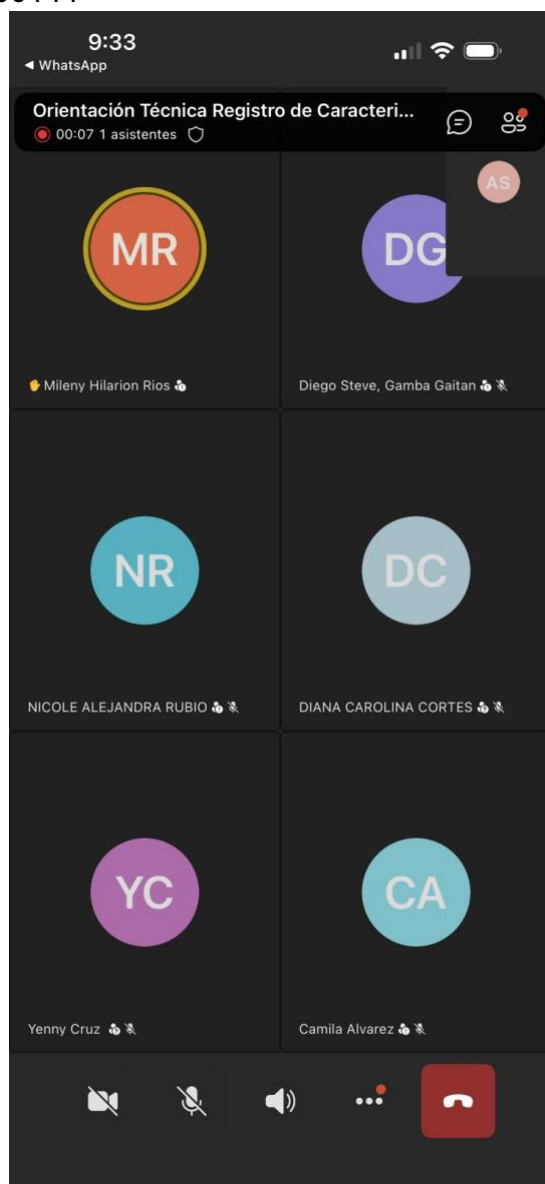 9:33
◀ WhatsApp
Orientación Técnica Registro de Caracteri...
00:07 1 asistentes
AS
MR
DG
Mileny Hilarion Rios
Diego Steve, Gamba Gaitan
NR
DC
NICOLE ALEJANDRA RUBIO
DIANA CAROLINA CORTES
YC
CA
Yenny Cruz
Camila Alvarez